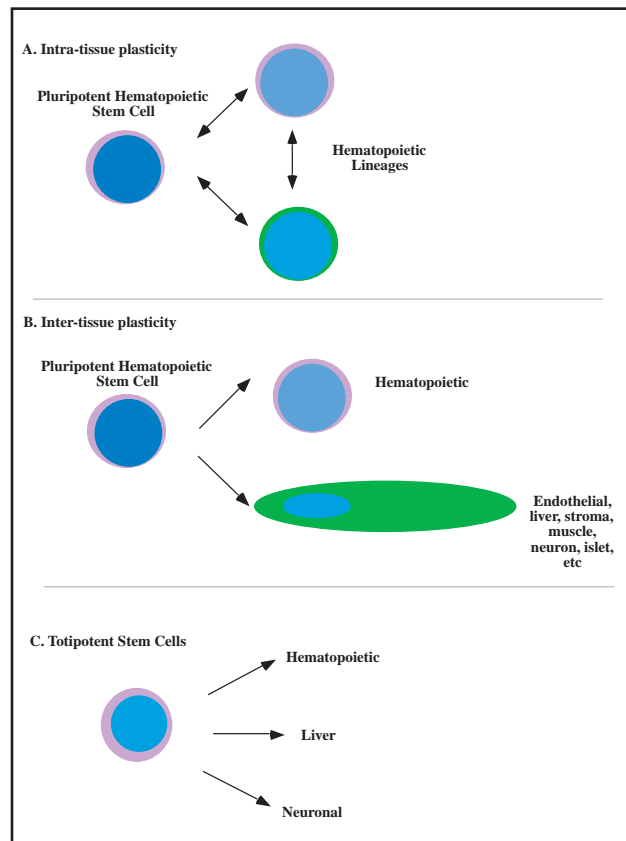 A. Intra-tissue plasticity
Pluripotent Hematopoietic
Stem Cell
Hematopoietic
Lineages
B. Inter-tissue plasticity
Pluripotent Hematopoietic
Stem Cell
Hematopoietic
Endothelial,
liver, stroma,
muscle,
neuron, islet,
etc
C. Totipotent Stem Cells
Hematopoietic
Liver
Neuronal